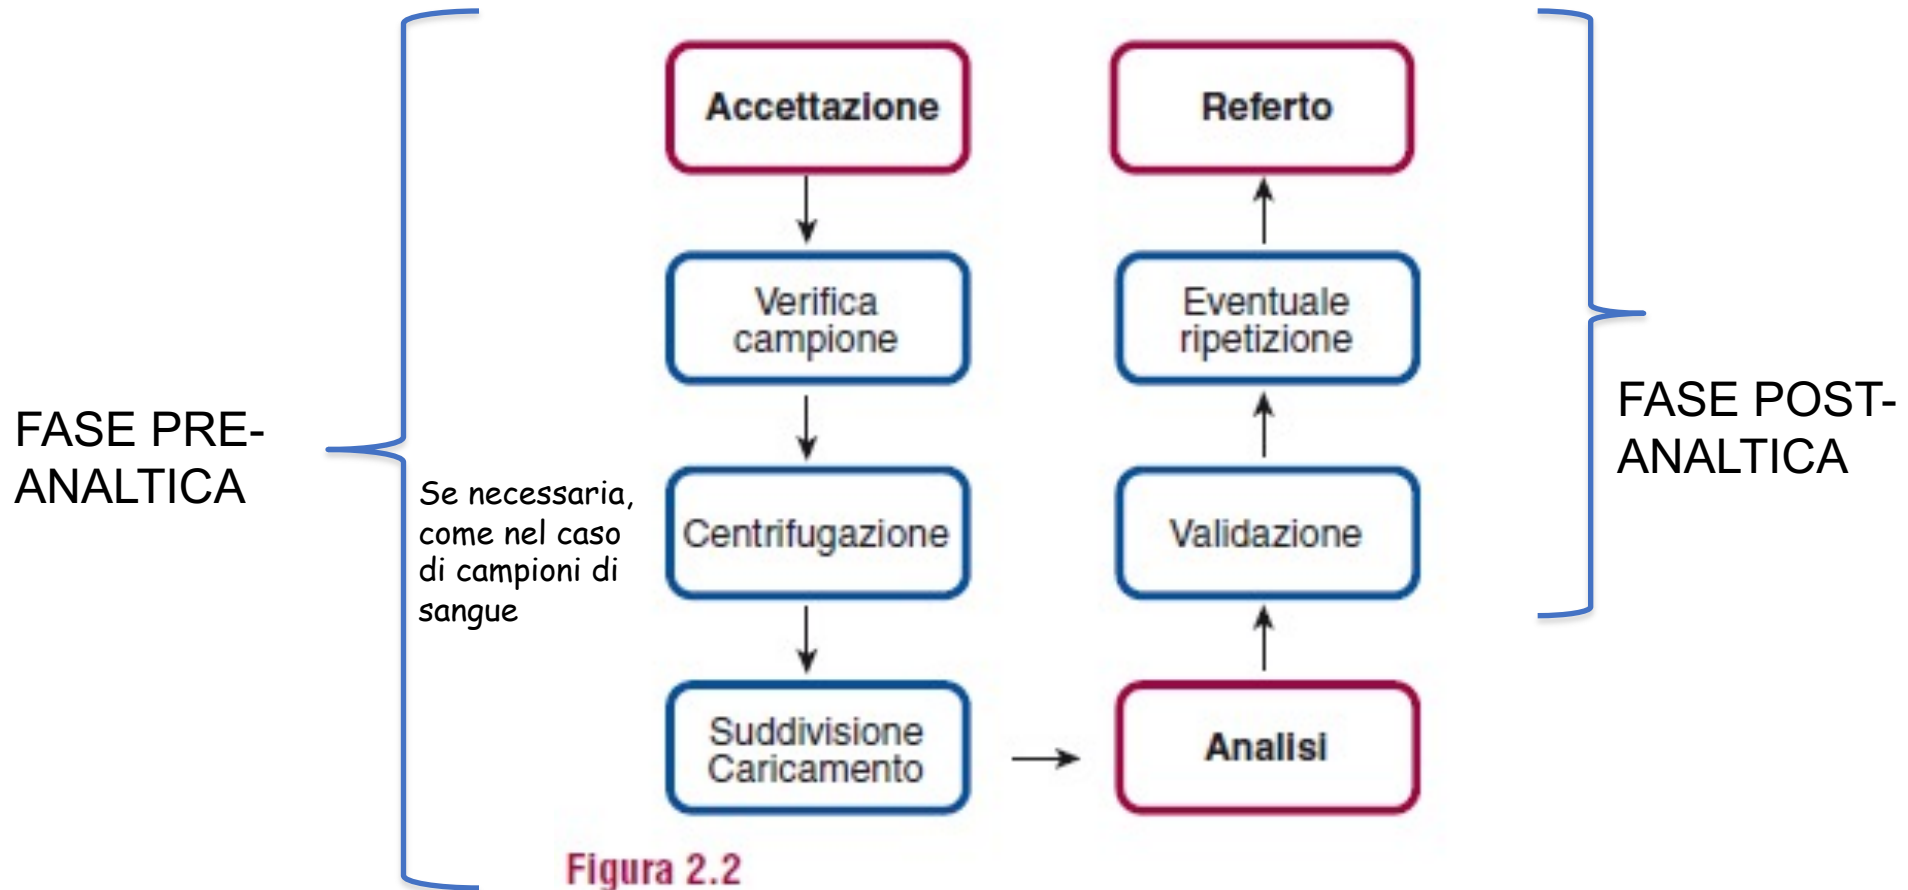 FASE PRE-
ANALTICA
Se necessaria,
come nel caso
di campioni di
sangue
Accettazione
Verifica
campione
Centrifugazione
Suddivisione
Caricamento
Analisi
Validazione
Eventuale
ripetizione
Referto
FASE POST-
ANALTICA
Figura 2.2